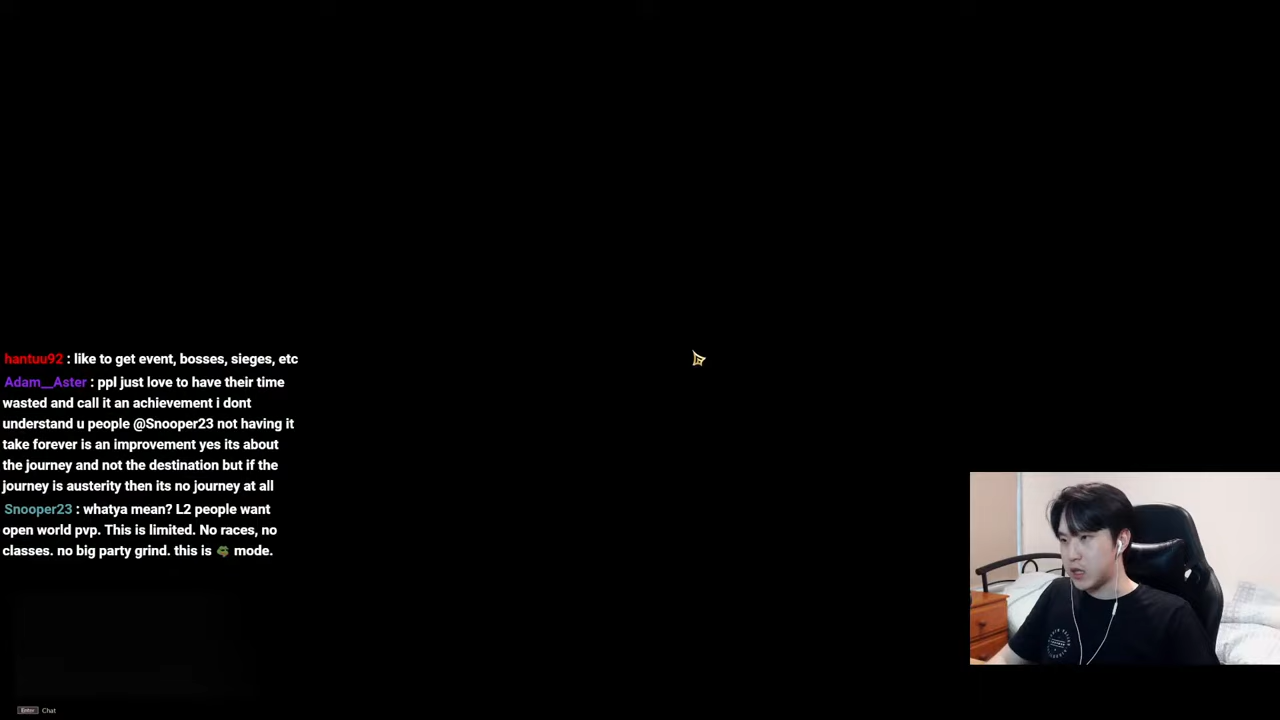 hantuu92 : like to get event, bosses, sieges, etc
Adam__Aster : ppl just love to have their time
wasted and call it an achievement i dont
understand u people @Snooper23 not having it
take forever is an improvement yes its about
the journey and not the destination but if the
journey is austerity then its no journey at all
Snooper23 : whatya mean? L2 people want
open world pvp. This is limited. No races, no
classes. no big party grind. this is mode.
Enter Chat